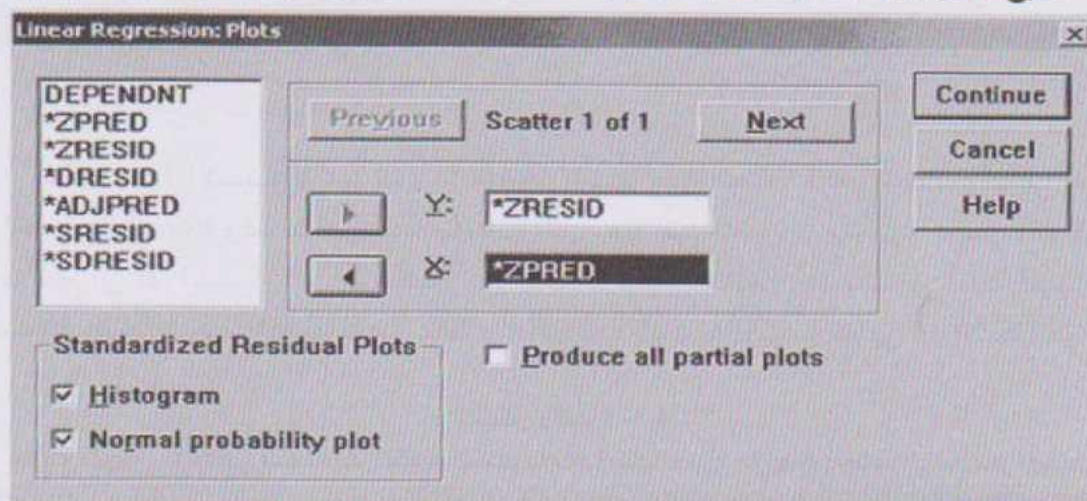 Linear Regression: Plots
DEPENDNT
*ZPRED
*ZRESID
*DRESID
*ADJPRED
*SRESID
*SDRESID
Previous
Scatter 1 of 1
Next
Y: *ZRESID
X: *ZPRED
Continue
Cancel
Help
Standardized Residual Plots
Histogram
Normal probability plot
Produce all partial plots